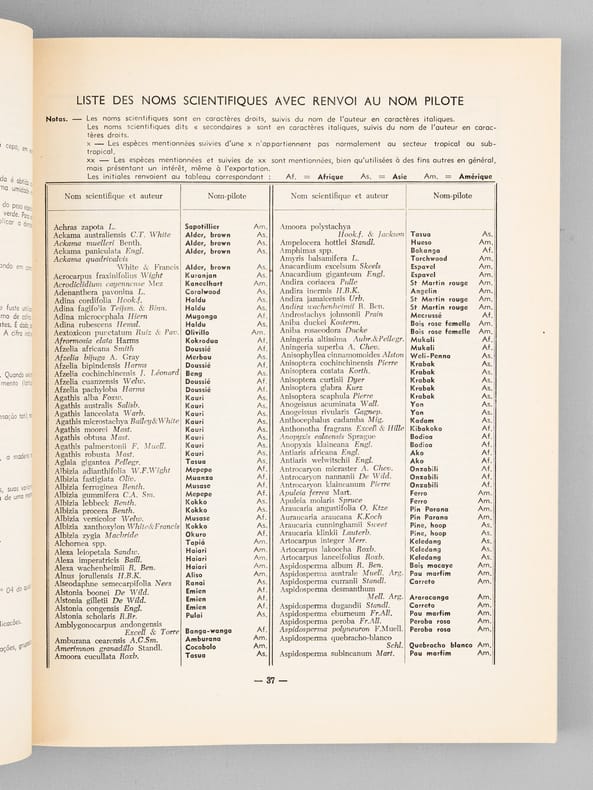 LISTE DES NOMS SCIENTIFIQUES AVEC RENVOI AU NOM PILOTE
Notas. — Les noms scientifiques sont en caractères droits, suivis du nom de l'auteur en caractères italiques.
Les noms scientifiques dits « secondaires » sont en caractères italiques, suivis du nom de l'auteur en carac-
tères droits.
x — Les espèces mentionnées suivies d'une x n'appartiennent pas normalement au secteur tropical ou sub-
tropical.
xx — Les espèces mentionnées et suivies de xx sont mentionnées, bien qu'utilisées à des fins autres en général,
mais présentant un intérêt, même à l'exportation.
Les initiales renvoient au tableau correspondant : Af. = Afrique As. = Asie Am. = Amérique
Nom scientifique et auteur Nom-pilote
Achras zapota L. Sapotillier Am.
Ackama australiensis C.T. White Alder, brown As.
Ackama muelleri Benth. Alder, brown As.
Ackama paniculata Engl. Alder, brown As.
Ackama quadrivalvis
White & Francis Alder, brown As.
Acrocarpus fraxinifolius Wight Kuranjan As.
Acrodiclidium cayennense Mez Kaneelhart Am.
Adenanthera pavonina L. Coralwood As.
Adina cordifolia Hook.f. Haldu As.
Adina fagifolia Teijsm. & Binn. Haldu As.
Adina microcephala Hiern Mugonga Af.
Adina rubescens Hemsl. Haldu As.
Aextoxicon punctatum Ruiz & Pav. Olivillo Am.
Afrormosia elata Harms Kokrodua Af.
Afzelia africana Smith Doussié Af.
Afzelia bijuga A. Gray Merbau As.
Afzelia bipindensis Harms Doussié Af.
Afzelia cochinchinensis J. Léonard Beng As.
Afzelia cuanzensis Welw. Doussié Af.
Afzelia pachyloba Harms Doussié Af.
Agathis alba Foxw. Kauri As.
Agathis australis Salisb. Kauri As.
Agathis lanceolata Warb. Kauri As.
Agathis microstachya Bailey&White Kauri As.
Agathis moorei Mast. Kauri As.
Agathis obtusa Mast. Kauri As.
Agathis palmerstonii F. Muell. Kauri As.
Agathis robusta Mast. Kauri As.
Aglaia gigantea Pellegr. Tasua As.
Albizia adianthifolia W.F.Wight Mepepe Af.
Albizia fastigiata Oliv. Muanza Af.
Albizia ferruginea Benth. Musase Af.
Albizia gummifera C.A. Sm. Mepepe Af.
Albizia lebbeck Benth. Kokko As.
Albizia procera Benth. Kokko As.
Albizia versicolor Welw. Musase Af.
Albizia xanthoxylon White&Francis Kokko As.
Albizia zygia Macbride Okuro Af.
Alchornea spp. Tapiá Am.
Alexa leiopetala Sandw. Haiari Am.
Alexa imperatricis Baill. Haiari Am.
Alexa wachenheimii R. Ben. Haiari Am.
Alnus jorullensis H.B.K. Aliso Am.
Alseodaphne semecarpifolia Nees Ranai As.
Alstonia boonei De Wild. Emien Af.
Alstonia gilletii De Wild. Emien Af.
Alstonia congensis Engl. Emien Af.
Alstonia scholaris R.Br. Pulai As.
Amblygonocarpus andongensis
Excell & Torre Banga-wanga Af.
Amburana cearensis A.C.Sm. Amburana Am.
Amerimnon granadillo Standl. Cocobolo Am.
Amoora cucullata Roxb. Tasua As.
Nom scientifique et auteur Nom-pilote
Amoora polystachya
Hook.f. & Jackson Tasua As.
Ampelocera hottlei Standl. Hueso Am.
Amphimas spp. Bokanga Af.
Amyris balsamifera L. Torchwood Am.
Anacardium excelsum Skeels Espavel Am.
Anacardium giganteum Engl. Espavel Am.
Andira coriacea Pulle St Martin rouge Am.
Andira inermis H.B.K. Angelin Am.
Andira jamaicensis Urb. St Martin rouge Am.
Andira wachenheimii R. Ben. St Martin rouge Am.
Androstachys johnsonii Prain Mecrussé Af.
Aniba duckei Kosterm. Bois rose femelle Am.
Aniba rosaeodora Ducke Bois rose femelle Am.
Aningeria altissima Aubr.&Pellegr. Mukali Af.
Aningeria superba A. Chev. Mukali Af.
Anisophyllea cinnamomoides Alston Weli-Penna As.
Anisoptera cochinchinensis Pierre Krabak As.
Anisoptera costata Korth. Krabak As.
Anisoptera curtisii Dyer Krabak As.
Anisoptera glabra Kurz Krabak As.
Anisoptera scaphula Pierre Krabak As.
Anogeissus acuminata Wall. Yon As.
Anogeissus rivularis Gagnep. Yon As.
Anthocephalus cadamba Mig. Kadam As.
Anthonotha fragrans Excell & Hille Kibakoko Af.
Anopyxis ealaensis Sprague Bodioa Af.
Anopyxis klaineana Engl. Bodioa Af.
Antiaris africana Engl. Ako Af.
Antiaris welwitschii Engl. Ako Af.
Antrocaryon micraster A. Chev. Onzabili Af.
Antrocaryon nannanii De Wild. Onzabili Af.
Antrocaryon klaineanum Pierre Onzabili Af.
Apuleia ferrea Mart. Ferro Am.
Apuleia molaris Spruce Ferro Am.
Araucaria angustifolia O. Ktze Pin Parana Am.
Auraucaria araucana K.Koch Pin Parana Am.
Araucaria cunninghamii Sweet Pine, hoop As.
Araucaria klinkii Lauterb. Pine, hoop As.
Artocarpus integer Merr. Keledang As.
Artocarpus lakoocha Roxb. Keledang As.
Artocarpus lanceifolius Roxb. Keledang As.
Aspidosperma album R. Ben. Bois macaye Am.
Aspidosperma australe Muell. Arg. Pau marfim Am.
Aspidosperma curranii Standl. Carreto Am.
Aspidosperma desmanthum
Mell. Arg. Araracanga Am.
Aspidosperma dugandii Standl. Carreto Am.
Aspidosperma eburneum Fr.All. Pau marfim Am.
Aspidosperma peroba Fr.All. Peroba rosa Am.
Aspidosperma polyneuron F.Muell. Peroba rosa Am.
Aspidosperma quebracho-blanco
Schl. Quebracho blanco Am.
Aspidosperma subincanum Mart. Pau marfim Am.
— 37 —